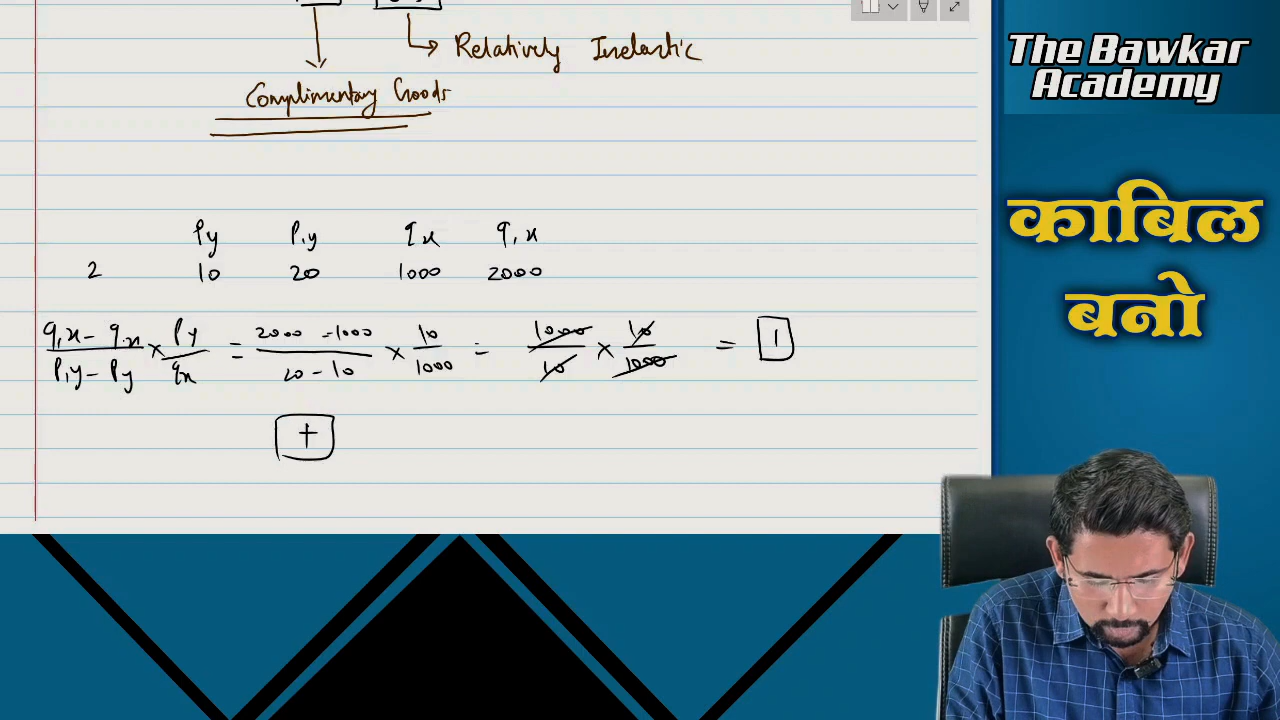 Relatively Inelastic
Complimentary Goods
Py P₁y qx q₁x
2 10 20 1000 2000
q₁x - qx / P₁y - Py × Py / qx = 2000 - 1000 / 20 - 10 × 10 / 1000 = 1000 / 10 × 10 / 1000 = 1
+
The Bawkar
Academy
काबिल
बनो